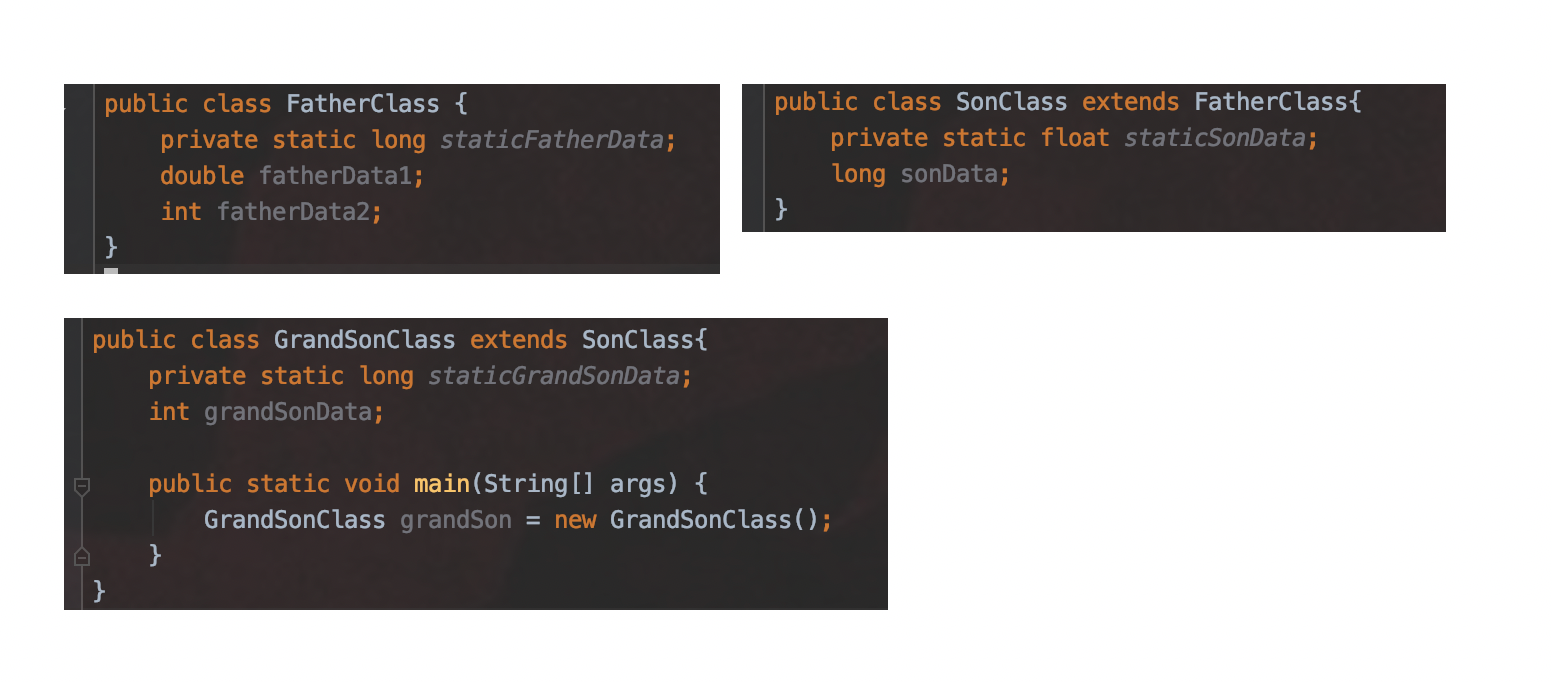 public class FatherClass {
    private static long staticFatherData;
    double fatherData1;
    int fatherData2;
}
public class SonClass extends FatherClass{
    private static float staticSonData;
    long sonData;
}
public class GrandSonClass extends SonClass{
    private static long staticGrandSonData;
    int grandSonData;
    public static void main(String[] args) {
        GrandSonClass grandSon = new GrandSonClass();
    }
}